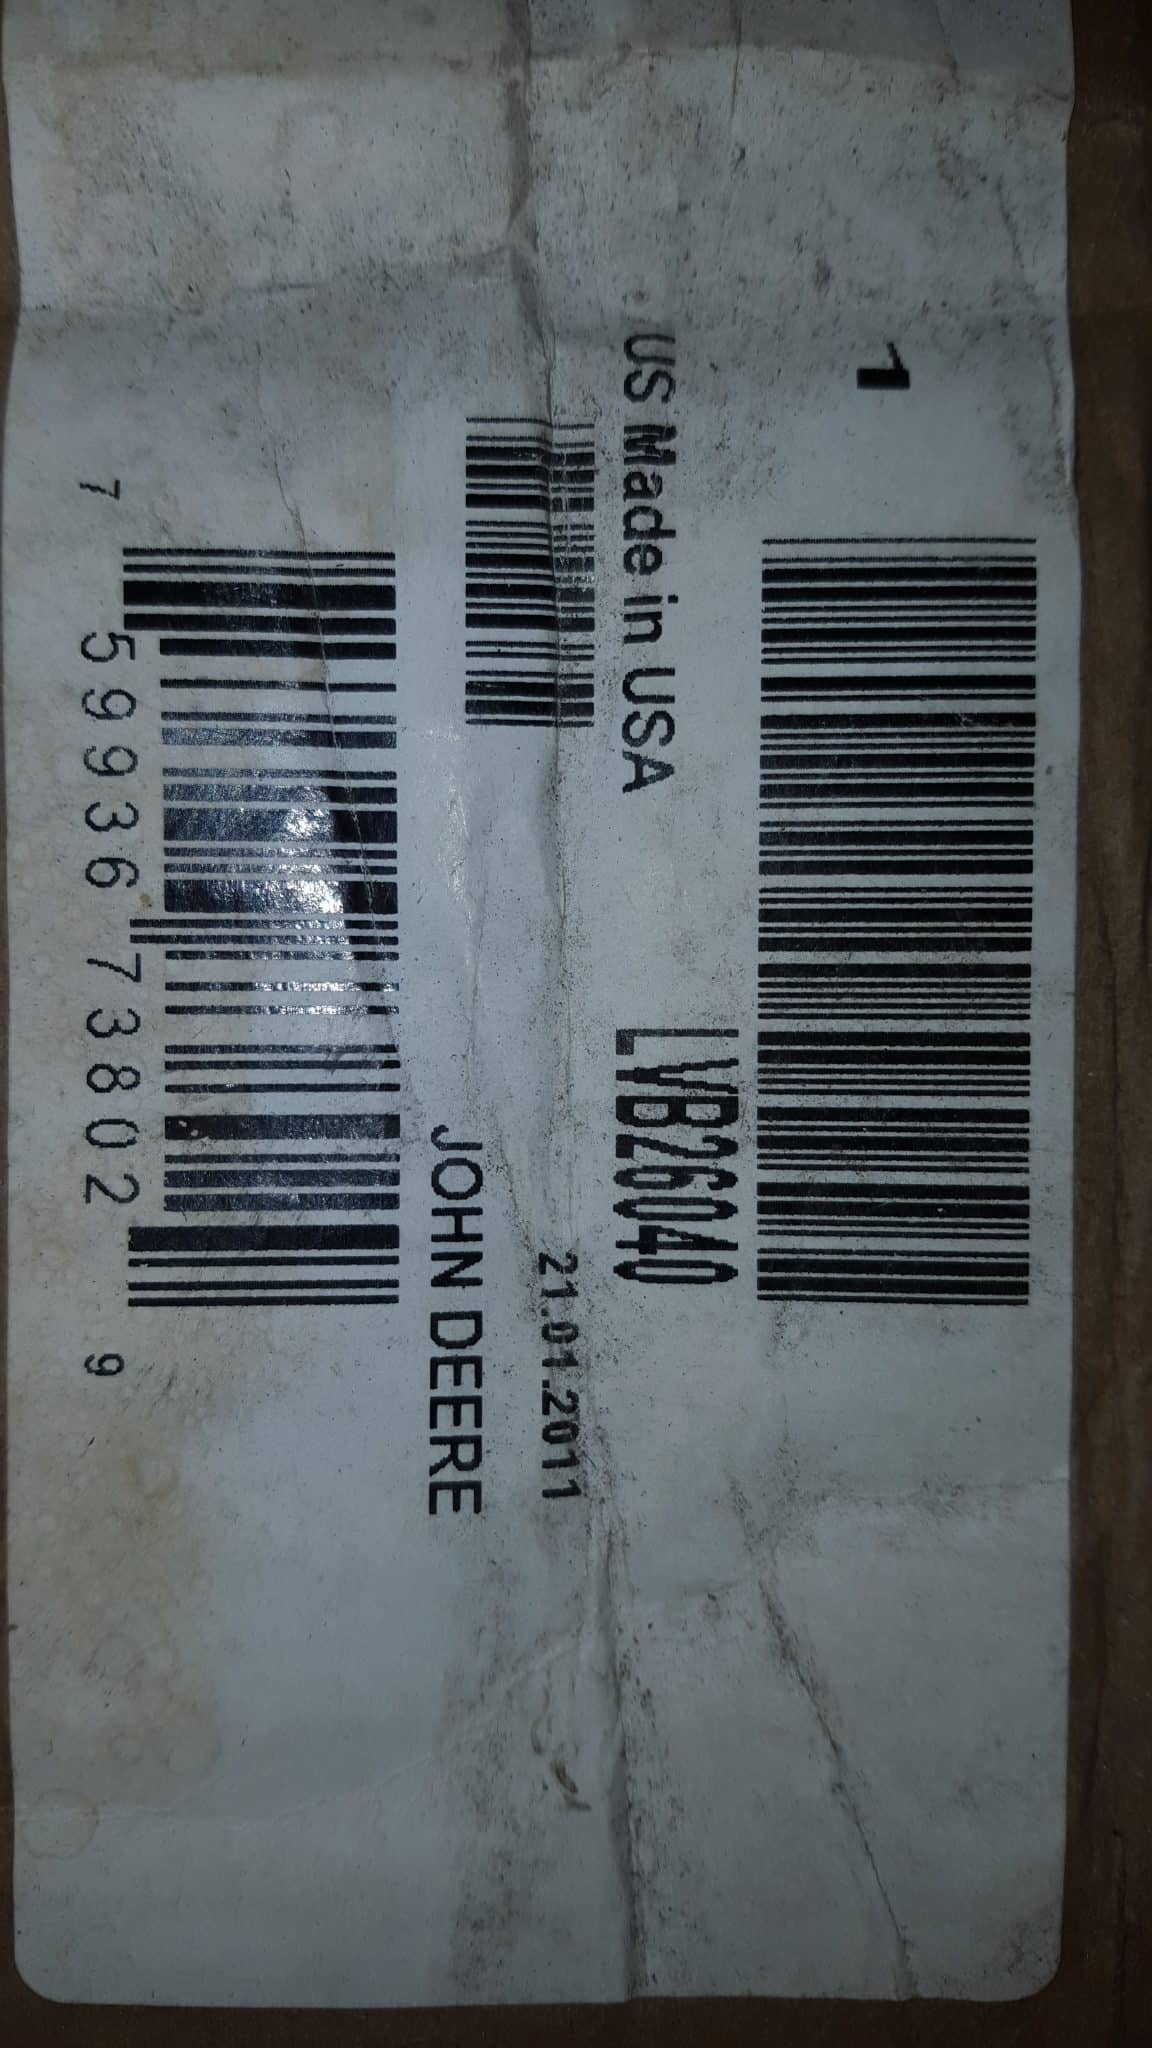 1
US Made in USA
LVB26040
21.01.2011
JOHN DEERE
7 59936 73802 9